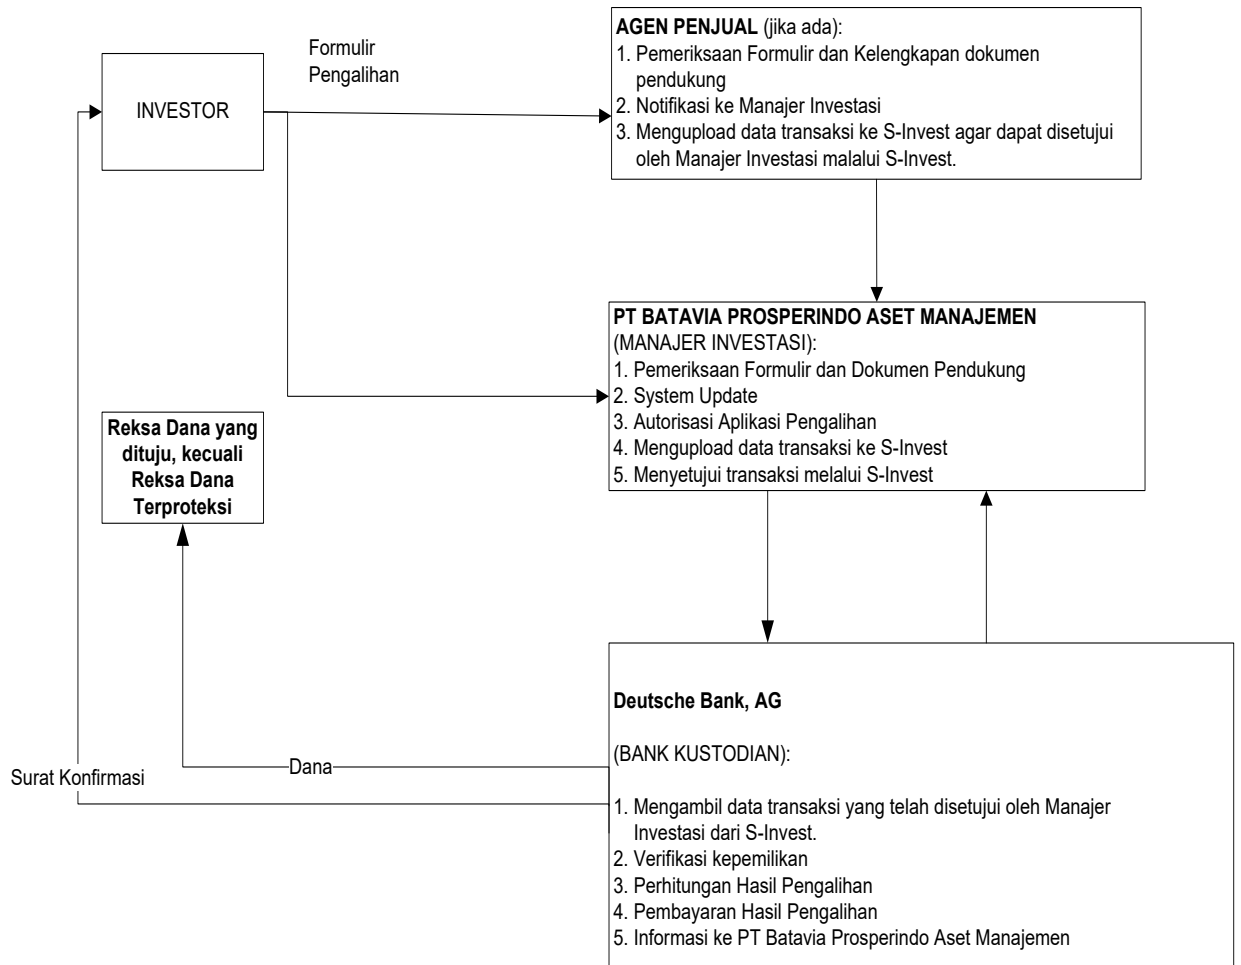 Formulir
Pengalihan
INVESTOR
AGEN PENJUAL (jika ada):
1. Pemeriksaan Formulir dan Kelengkapan dokumen
pendukung
2. Notifikasi ke Manajer Investasi
3. Mengupload data transaksi ke S-Invest agar dapat disetujui
oleh Manajer Investasi malalui S-Invest.
PT BATAVIA PROSPERINDO ASET MANAJEMEN
(MANAJER INVESTASI):
1. Pemeriksaan Formulir dan Dokumen Pendukung
2. System Update
3. Autorisasi Aplikasi Pengalihan
4. Mengupload data transaksi ke S-Invest
5. Menyetujui transaksi melalui S-Invest
Reksa Dana yang
dituju, kecuali
Reksa Dana
Terproteksi
Dana
Surat Konfirmasi
Deutsche Bank, AG
(BANK KUSTODIAN):
1. Mengambil data transaksi yang telah disetujui oleh Manajer
Investasi dari S-Invest.
2. Verifikasi kepemilikan
3. Perhitungan Hasil Pengalihan
4. Pembayaran Hasil Pengalihan
5. Informasi ke PT Batavia Prosperindo Aset Manajemen